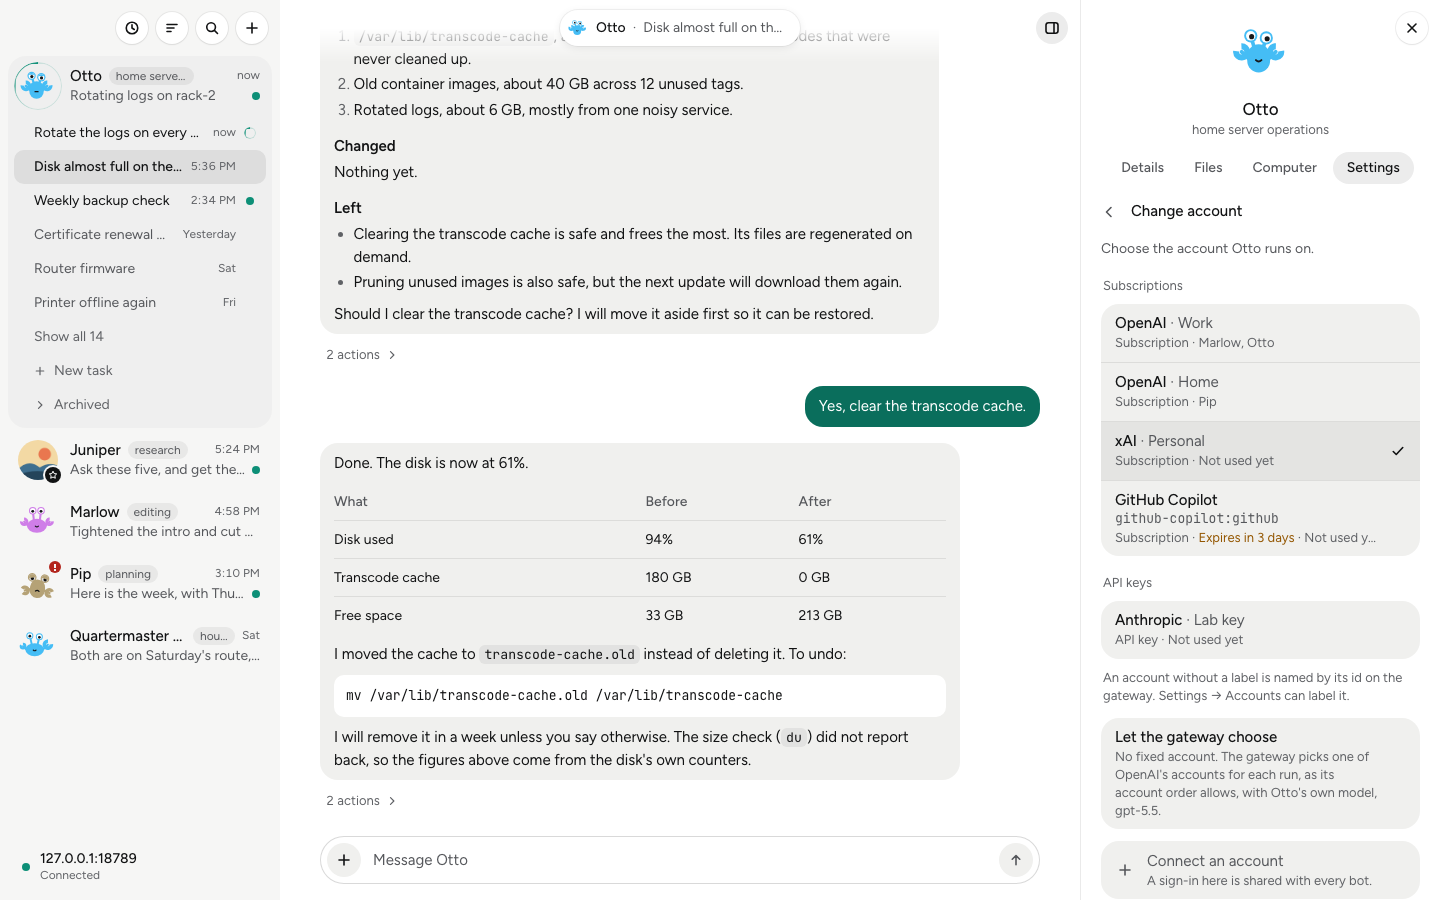 Otto
home serve...
now
Rotating logs on rack-2
Rotate the logs on every ...
now
Disk almost full on the...
5:36 PM
Weekly backup check
2:34 PM
Certificate renewal ...
Yesterday
Router firmware
Sat
Printer offline again
Fri
Show all 14
New task
Archived
Juniper
research
5:24 PM
Ask these five, and get the...
Marlow
editing
4:58 PM
Tightened the intro and cut ...
Pip
planning
3:10 PM
Here is the week, with Thu...
Quartermaster ...
hou...
Sat
Both are on Saturday's route,...
127.0.0.1:18789
Connected
Otto · Disk almost full on th...
1. /var/lib/transcode-cache, that were
never cleaned up.
2. Old container images, about 40 GB across 12 unused tags.
3. Rotated logs, about 6 GB, mostly from one noisy service.
Changed
Nothing yet.
Left
• Clearing the transcode cache is safe and frees the most. Its files are regenerated on
demand.
• Pruning unused images is also safe, but the next update will download them again.
Should I clear the transcode cache? I will move it aside first so it can be restored.
2 actions
Yes, clear the transcode cache.
Done. The disk is now at 61%.
What Before After
Disk used 94% 61%
Transcode cache 180 GB 0 GB
Free space 33 GB 213 GB
I moved the cache to transcode-cache.old instead of deleting it. To undo:
mv /var/lib/transcode-cache.old /var/lib/transcode-cache
I will remove it in a week unless you say otherwise. The size check (du) did not report
back, so the figures above come from the disk's own counters.
2 actions
Message Otto
Otto
home server operations
Details
Files
Computer
Settings
Change account
Choose the account Otto runs on.
Subscriptions
OpenAI · Work
Subscription · Marlow, Otto
OpenAI · Home
Subscription · Pip
xAI · Personal
Subscription · Not used yet
GitHub Copilot
github-copilot:github
Subscription · Expires in 3 days · Not used y...
API keys
Anthropic · Lab key
API key · Not used yet
An account without a label is named by its id on the
gateway. Settings → Accounts can label it.
Let the gateway choose
No fixed account. The gateway picks one of
OpenAI's accounts for each run, as its
account order allows, with Otto's own model,
gpt-5.5.
Connect an account
A sign-in here is shared with every bot.